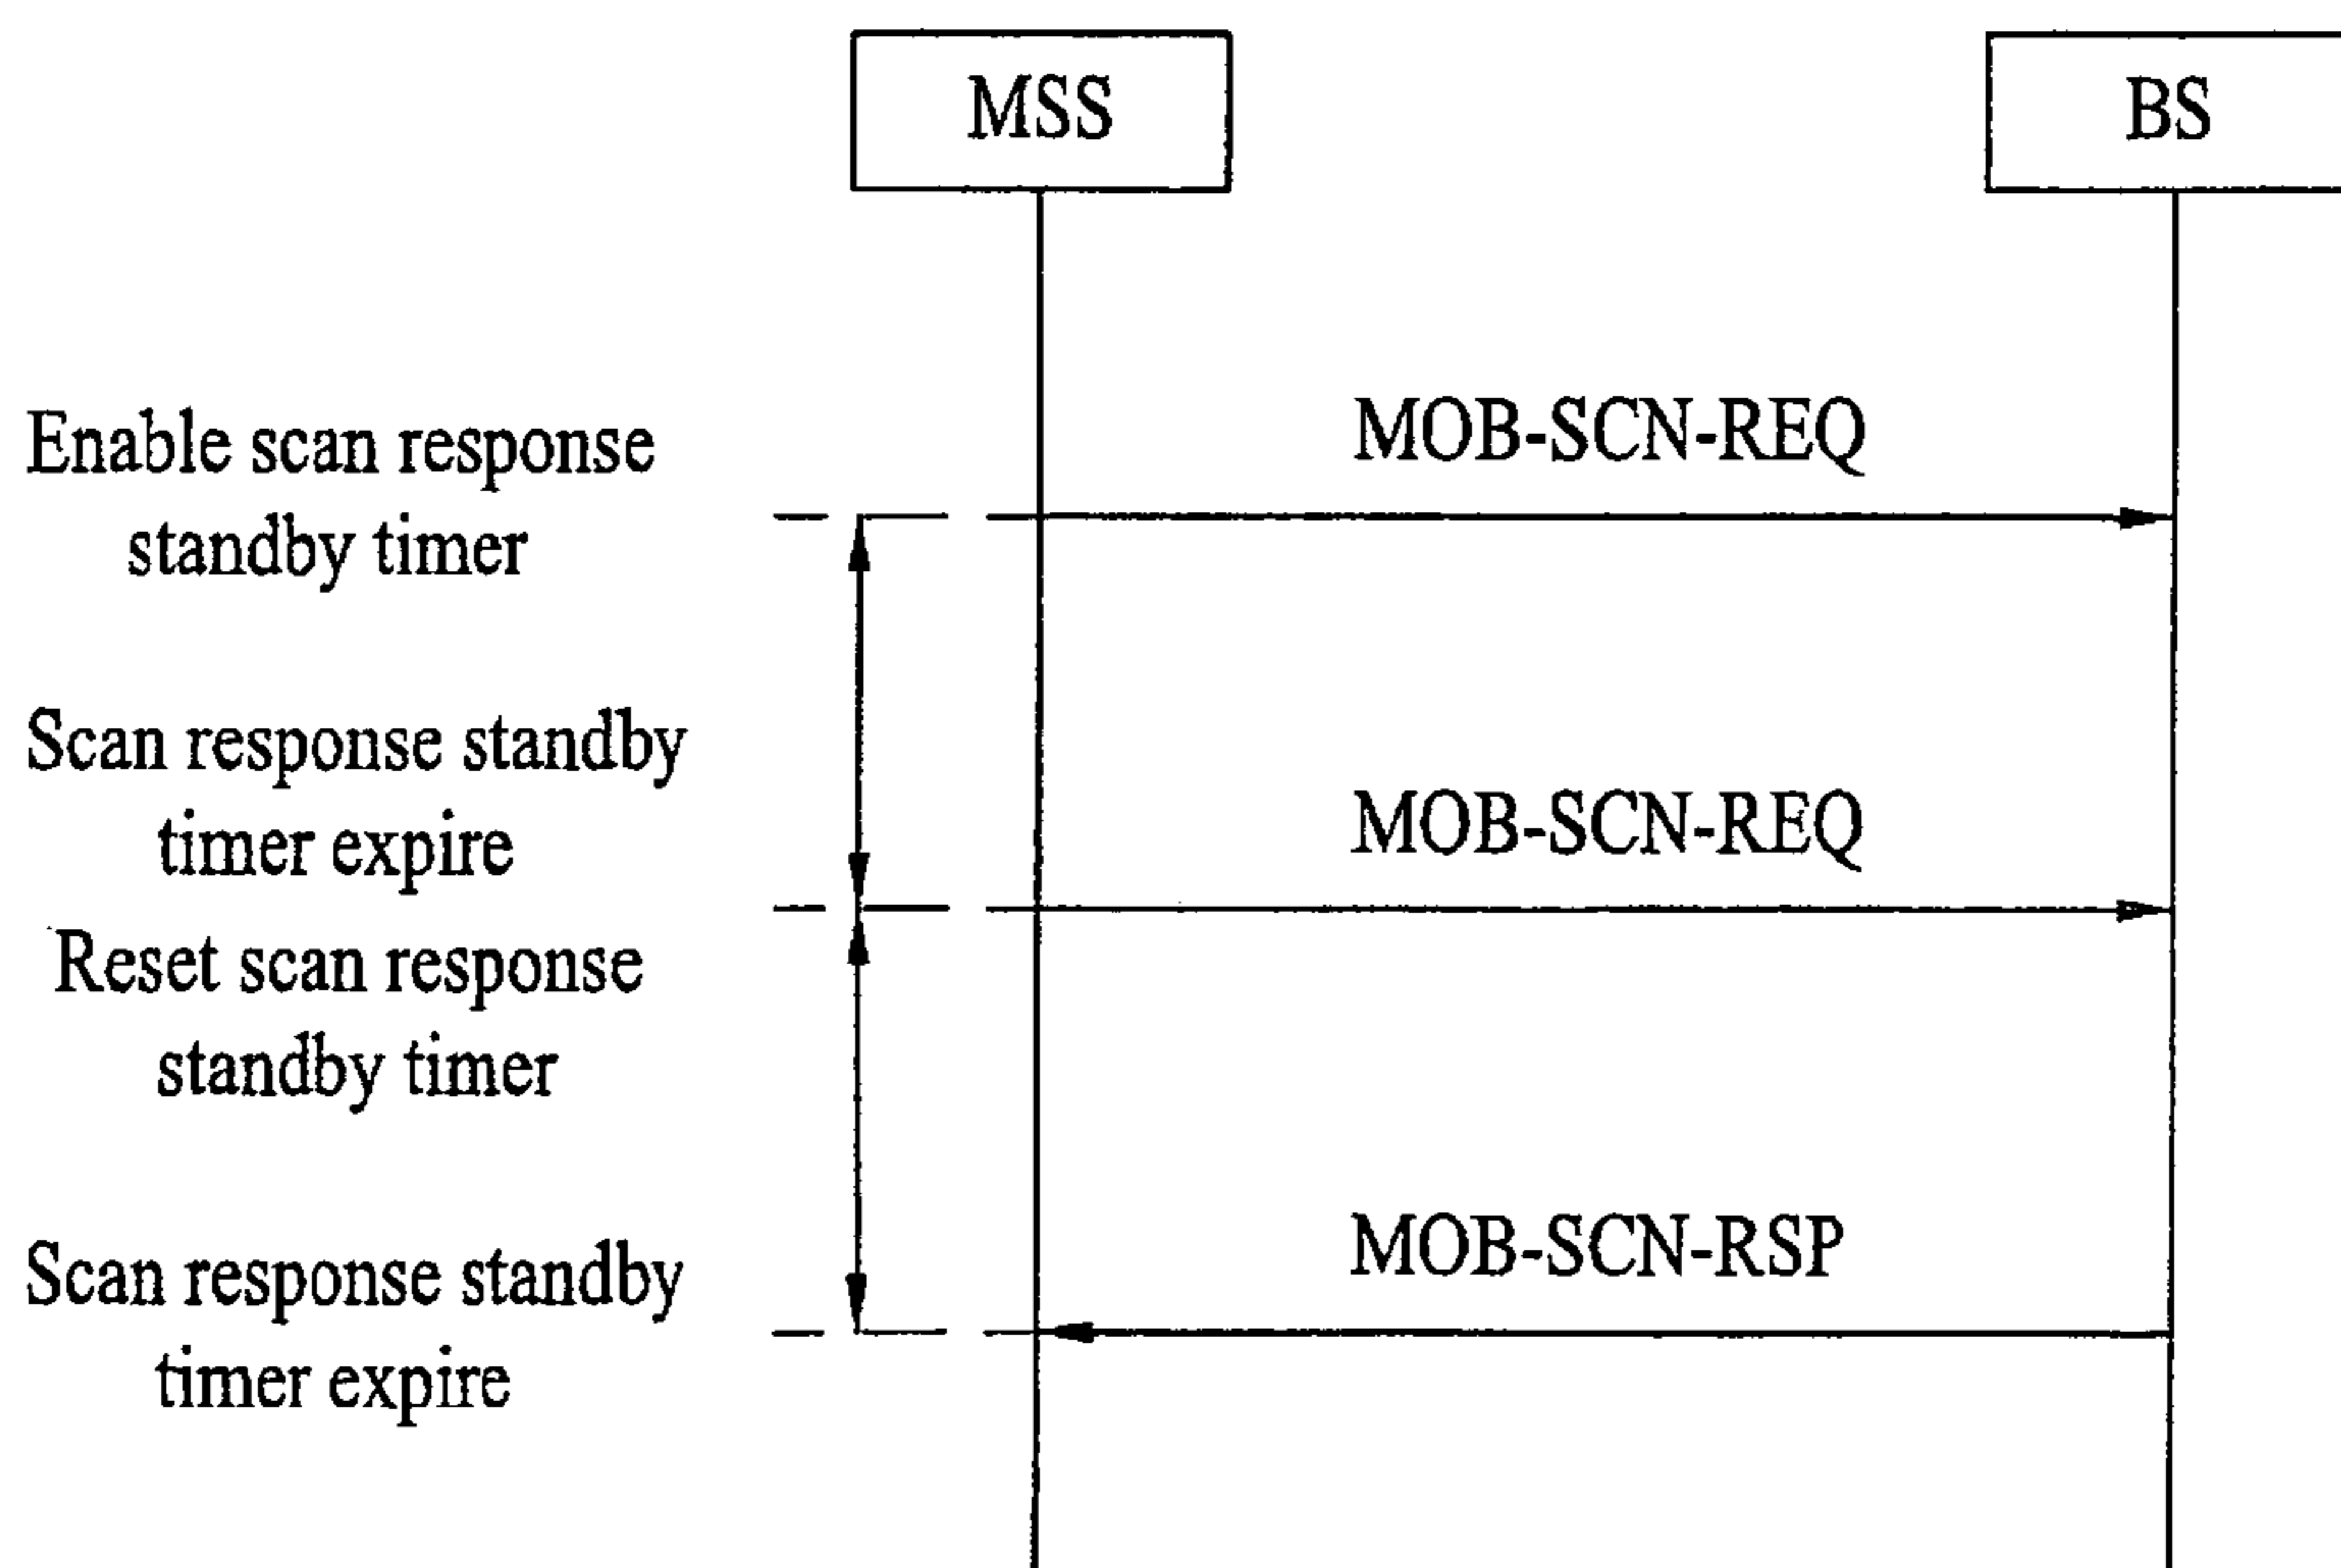 MSS
BS
MOB-SCN-REQ
Enable scan response
standby timer
Scan response standby
timer expire
MOB-SCN-REQ
Reset scan response
standby timer
MOB-SCN-RSP
Scan response standby
timer expire